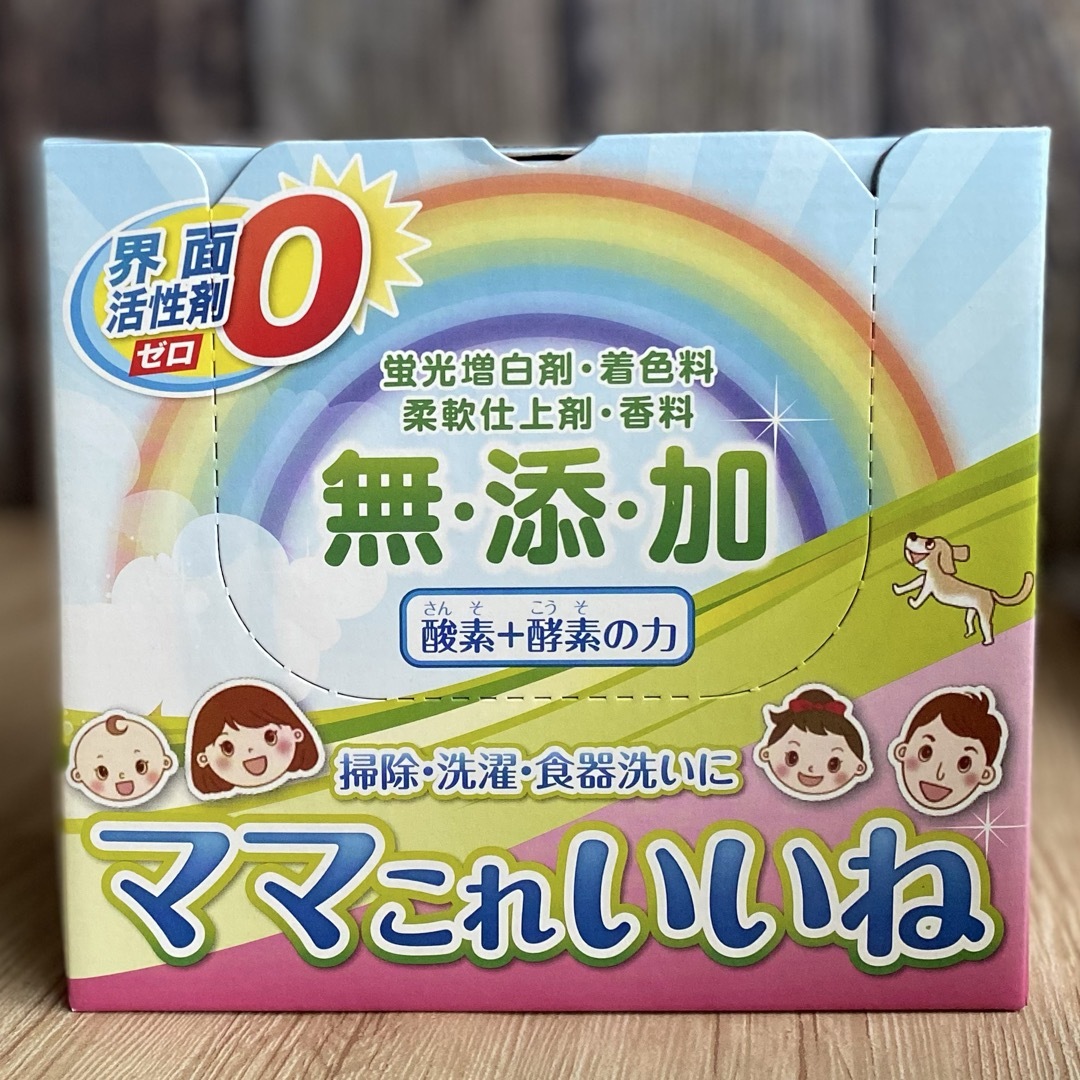 界面
活性剤
ゼロ
0
蛍光増白剤・着色料
柔軟仕上剤・香料
無・添・加
さんそ こうそ
酸素+酵素の力
掃除・洗濯・食器洗いに
ママこれいいね